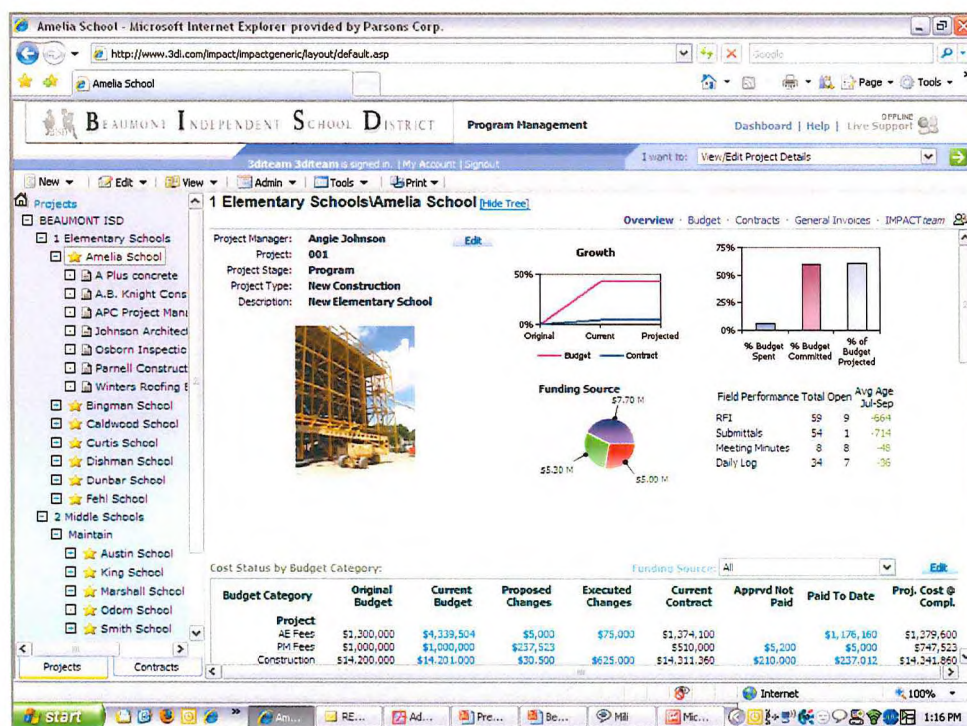 Amelia School - Microsoft Internet Explorer provided by Parsons Corp.
http://www.3di.com/impact/impactgeneric/layout/default.asp
Google
Amelia School
Page Tools
BEAUMONT INDEPENDENT SCHOOL DISTRICT
Program Management
OFFLINE
Dashboard | Help | Live Support
3diteam 3diteam is signed in. | My Account | Signout
I want to: View/Edit Project Details
New Edit View Admin Tools Print
Projects
BEAUMONT ISD
1 Elementary Schools
Amelia School
A Plus concrete
A.B. Knight Cons
APC Project Man
Johnson Architect
Osborn Inspectio
Parnell Construct
Winters Roofing
Bingman School
Caldwood School
Curtis School
Dishman School
Dunbar School
Fehl School
2 Middle Schools
Maintain
Austin School
King School
Marshall School
Odom School
Smith School
Projects Contracts
1 Elementary Schools\Amelia School [Hide Tree]
Overview · Budget · Contracts · General Invoices · IMPACT team
Project Manager: Angie Johnson
Edit
Project: 001
Project Stage: Program
Project Type: New Construction
Description: New Elementary School
Growth
50%
0%
Original Current Projected
Budget Contract
75%
50%
25%
0%
% Budget Spent
% Budget Committed
% of Budget Projected
Funding Source
$7.70 M
$5.30 M
$5.00 M
Field Performance Total Open Avg Age Jul-Sep
RFI 59 9 -664
Submittals 54 1 -714
Meeting Minutes 8 8 -48
Daily Log 34 7 -36
Cost Status by Budget Category:
Funding Source: All
Edit
Budget Category Original Budget Current Budget Proposed Changes Executed Changes Current Contract Apprvd Not Paid Paid To Date Proj. Cost @ Compl.
Project
AE Fees $1,300,000 $4,339,504 $5,000 $75,000 $1,374,100 $1,176,160 $1,379,600
PM Fees $1,000,000 $1,000,000 $237,523 $510,000 $5,200 $5,000 $747,523
Construction $14,200,000 $14,201,000 $30,500 $625,000 $14,311,360 $210,000 $237,012 $14,341,860
Internet
100%
start
Am...
RE...
Ad...
Pre...
Be...
Mili
Mic...
1:16 PM